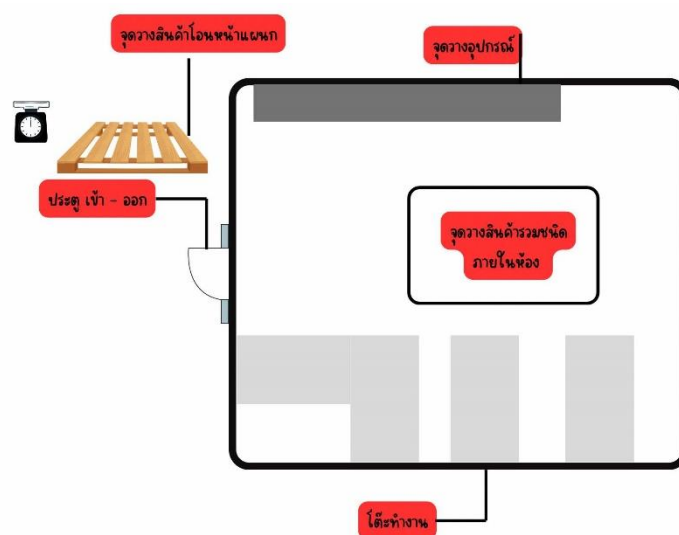 จุดวางสินค้าโอนหน้าแผนก
จุดวางอุปกรณ์
ประตู เข้า - ออก
จุดวางสินค้ารวมชนิด
ภายในห้อง
โต๊ะทำงาน